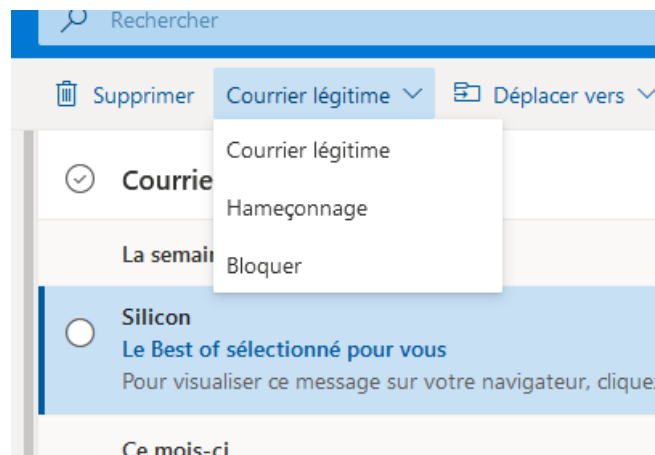 Rechercher
Supprimer Courrier légitime Déplacer vers
Courrier légitime
Courrie
Hameçonnage
La semai
Bloquer
Silicon
Le Best of sélectionné pour vous
Pour visualiser ce message sur votre navigateur, clique
Ce mois-ci